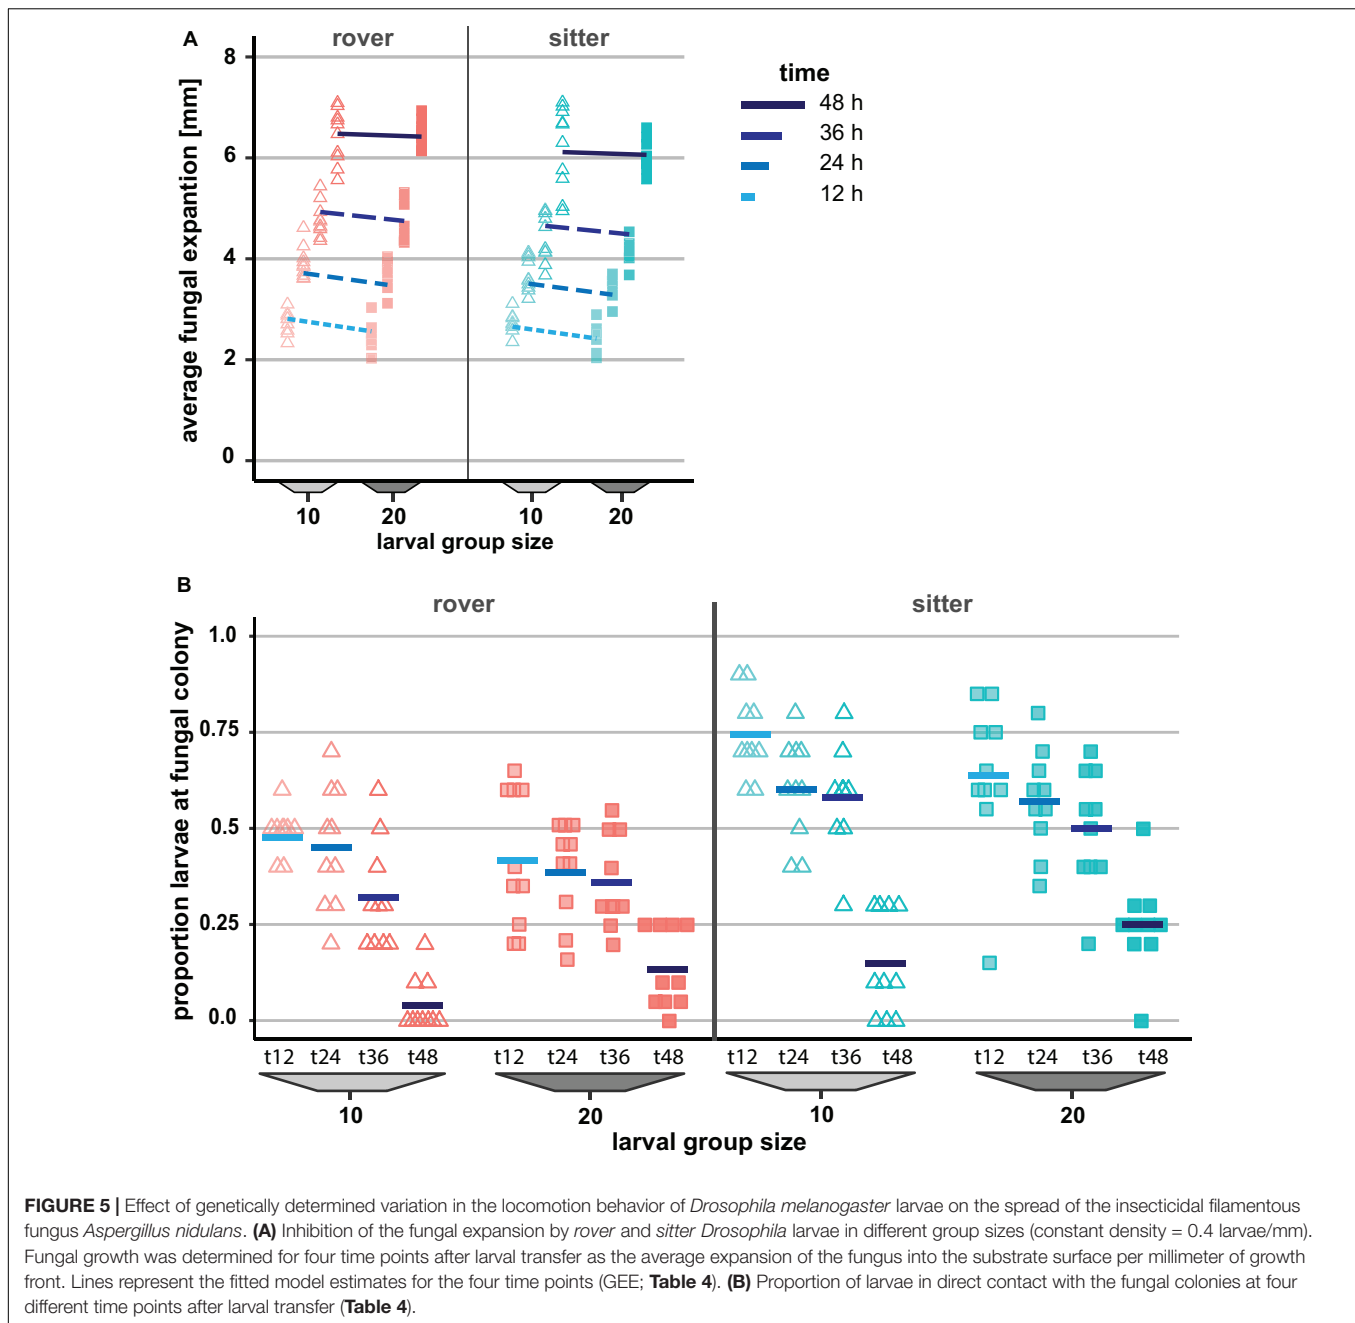 A
rover
sitter
average fungal expantion [mm]
8
6
4
2
0
10
20
10
20
larval group size
time
48 h
36 h
24 h
12 h
B
rover
sitter
proportion larvae at fungal colony
1.0
0.75
0.5
0.25
0.0
t12 t24 t36 t48 t12 t24 t36 t48 t12 t24 t36 t48 t12 t24 t36 t48
10
20
10
20
larval group size
FIGURE 5 | Effect of genetically determined variation in the locomotion behavior of Drosophila melanogaster larvae on the spread of the insecticidal filamentous
fungus Aspergillus nidulans. (A) Inhibition of the fungal expansion by rover and sitter Drosophila larvae in different group sizes (constant density = 0.4 larvae/mm).
Fungal growth was determined for four time points after larval transfer as the average expansion of the fungus into the substrate surface per millimeter of growth
front. Lines represent the fitted model estimates for the four time points (GEE; Table 4). (B) Proportion of larvae in direct contact with the fungal colonies at four
different time points after larval transfer (Table 4).